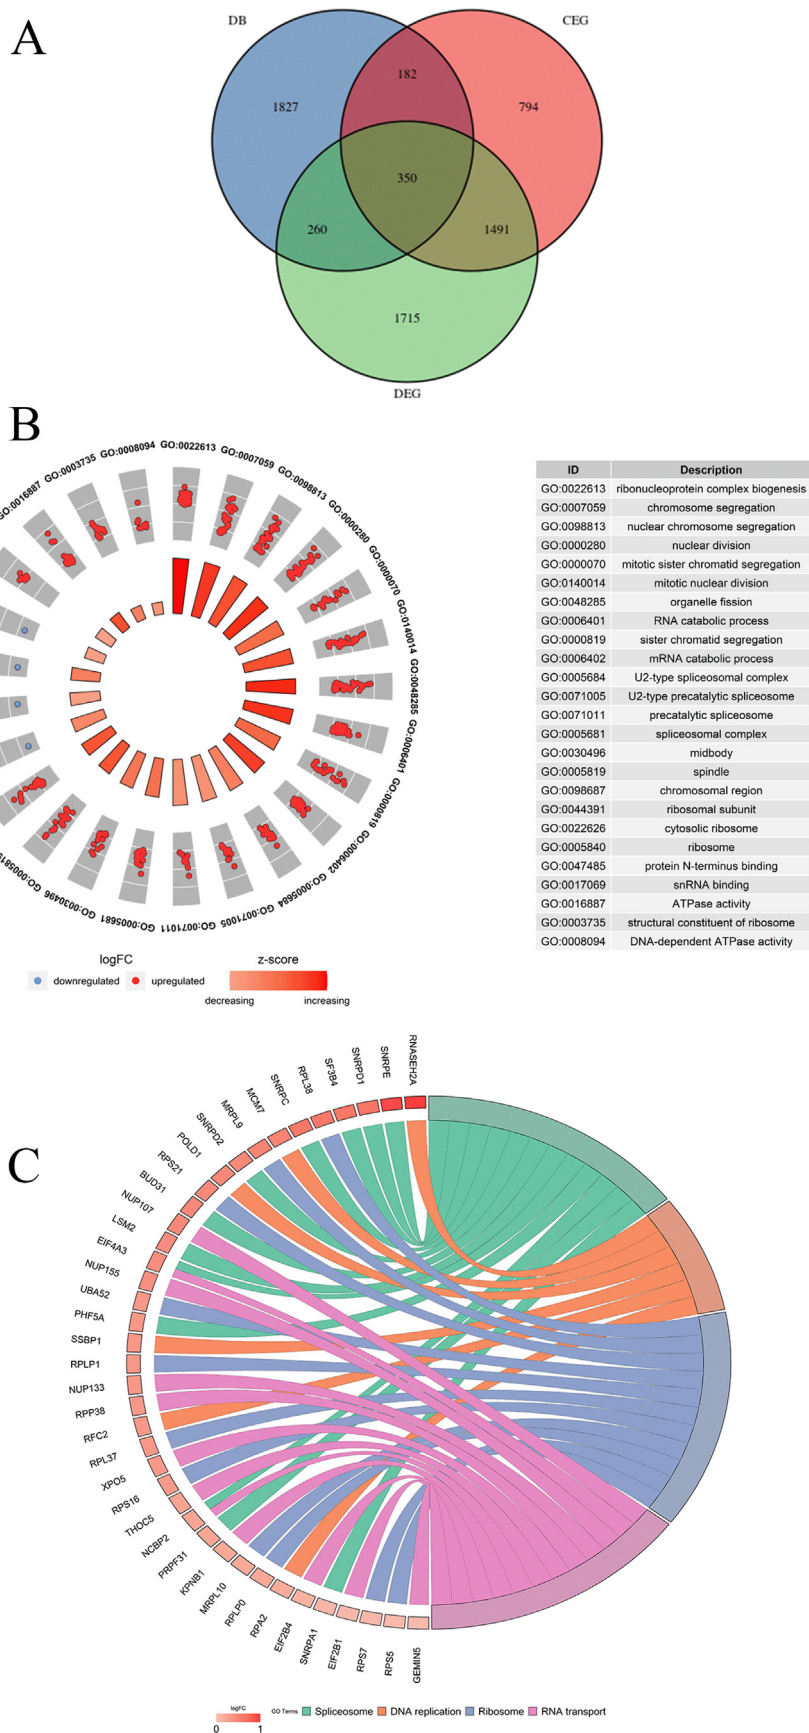 A
DB
CEG
182
1827
794
350
260
1491
1715
DEG
B
GO:0016887
GO:0003735
GO:0008094
GO:0022613
GO:0007059
GO:0098813
GO:0000280
GO:0000070
GO:0140014
GO:0048285
GO:0006401
GO:0000819
GO:0006402
GO:0005684
GO:0071005
GO:0071011
GO:0005681
GO:0030496
ID Description
GO:0022613 ribonucleoprotein complex biogenesis
GO:0007059 chromosome segregation
GO:0098813 nuclear chromosome segregation
GO:0000280 nuclear division
GO:0000070 mitotic sister chromatid segregation
GO:0140014 mitotic nuclear division
GO:0048285 organelle fission
GO:0006401 RNA catabolic process
GO:0000819 sister chromatid segregation
GO:0006402 mRNA catabolic process
GO:0005684 U2-type spliceosomal complex
GO:0071005 U2-type precatalytic spliceosome
GO:0071011 precatalytic spliceosome
GO:0005681 spliceosomal complex
GO:0030496 midbody
GO:0005819 spindle
GO:0098687 chromosomal region
GO:0044391 ribosomal subunit
GO:0022626 cytosolic ribosome
GO:0005840 ribosome
GO:0047485 protein N-terminus binding
GO:0017069 snRNA binding
GO:0016887 ATPase activity
GO:0003735 structural constituent of ribosome
GO:0008094 DNA-dependent ATPase activity
logFC
downregulated
upregulated
z-score
decreasing
increasing
C
RNASEH2A
SNRPE
SNRPD1
SF3B4
RPL38
SNRPC
MCM7
MRPL9
SNRPD2
POLD1
RPS21
BUD31
NUP107
LSM2
EIF4A3
NUP155
UBA52
PHF5A
SSBP1
RPLP1
NUP133
RPP38
RFC2
RPL37
XPO5
RPS16
THOC5
NCBP2
PRPF31
KPNB1
MRPL10
RPLP0
RPA2
EIF2B4
SNRPA1
EIF2B1
RPS7
RPS5
GEMIN5
logFC
0 1
GO Terms
Spliceosome
DNA replication
Ribosome
RNA transport